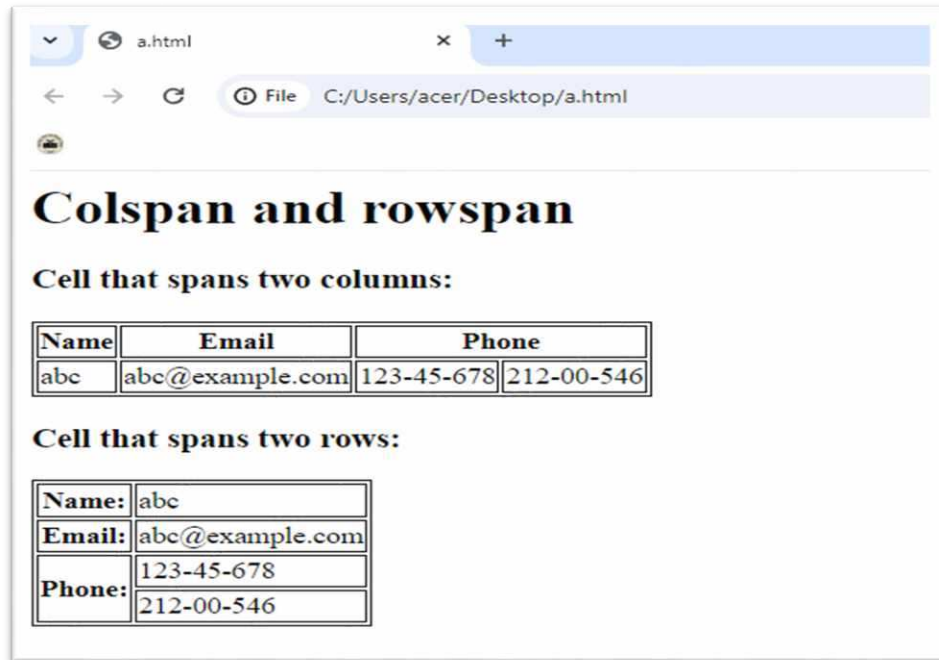 a.html
File C:/Users/acer/Desktop/a.html
Colspan and rowspan
Cell that spans two columns:
Name Email Phone
abc abc@example.com 123-45-678 212-00-546
Cell that spans two rows:
Name: abc
Email: abc@example.com
Phone: 123-45-678
212-00-546